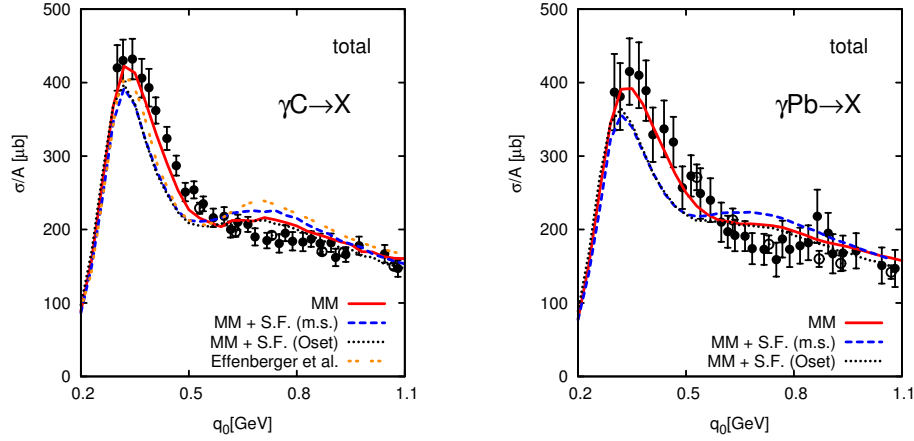 500
400
300
200
100
0
σ/A [μb]
total
γC→X
MM
MM + S.F. (m.s.)
MM + S.F. (Oset)
Effenberger et al.
0.2 0.5 0.8 1.1
q₀[GeV]
500
400
300
200
100
0
σ/A [μb]
total
γPb→X
MM
MM + S.F. (m.s.)
MM + S.F. (Oset)
0.2 0.5 0.8 1.1
q₀[GeV]